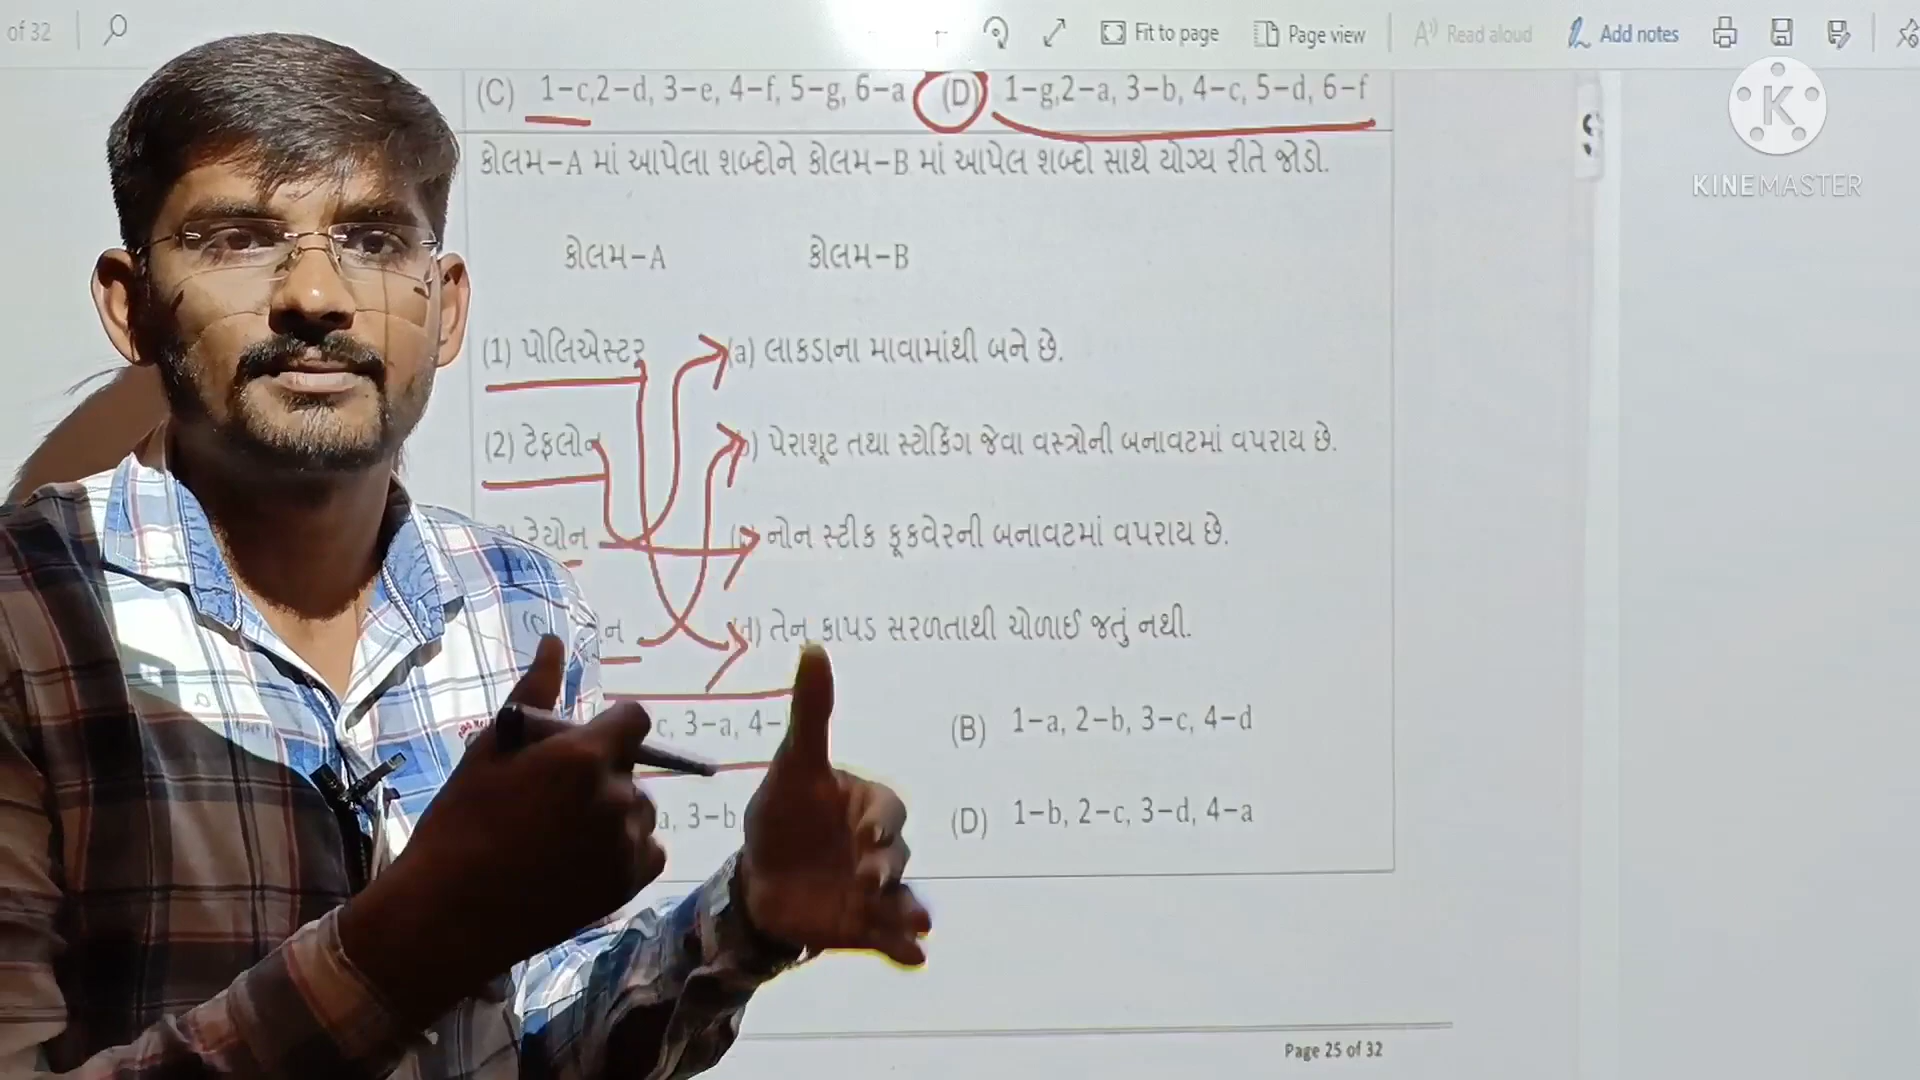 of 32 Fit to page Page view Read aloud Add notes
KINEMASTER
(C) 1-c,2-d, 3-e, 4-f, 5-g, 6-a (D) 1-g,2-a, 3-b, 4-c, 5-d, 6-f
કોલમ-A માં આપેલા શબ્દોને કોલમ-B માં આપેલ શબ્દો સાથે યોગ્ય રીતે જોડો.
કોલમ-A કોલમ-B
(1) પોલિએસ્ટર (a) લાકડાના માવામાંથી બને છે.
(2) ટેફલોન પેરાશૂટ તથા સ્ટોકિંગ જેવા વસ્ત્રોની બનાવટમાં વપરાય છે.
રેયોન નોન સ્ટીક કૂકવેરની બનાવટમાં વપરાય છે.
તેનુ કાપડ સરળતાથી ચોળાઈ જતું નથી.
c, 3-a, 4- (B) 1-a, 2-b, 3-c, 4-d
a, 3-b, (D) 1-b, 2-c, 3-d, 4-a
Page 25 of 32